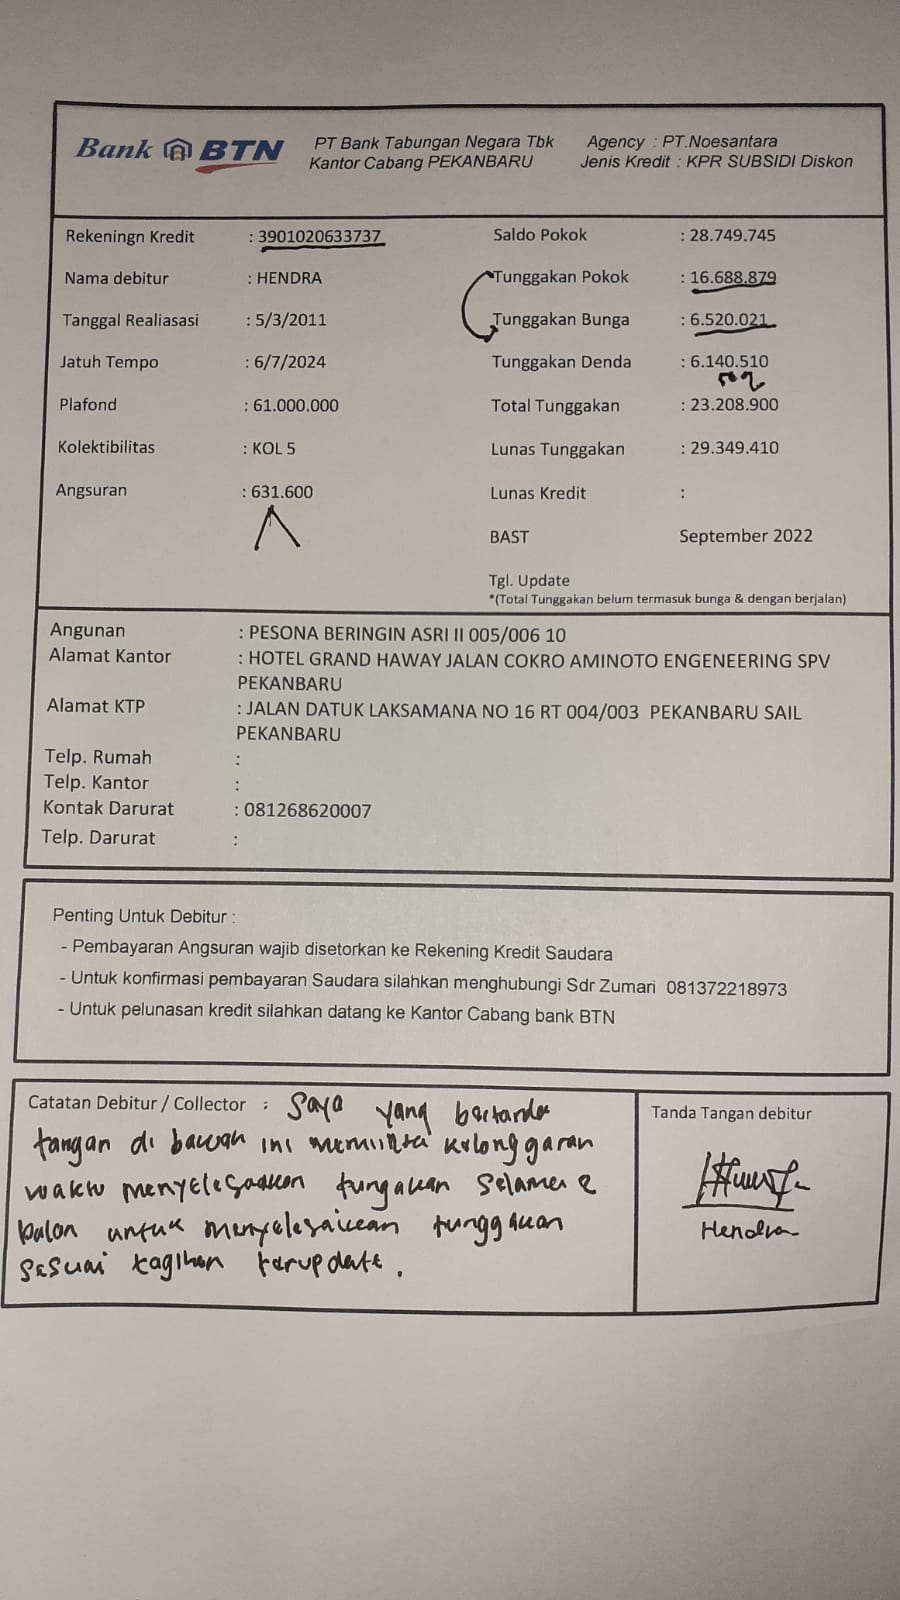 Bank BTN
PT Bank Tabungan Negara Tbk
Kantor Cabang PEKANBARU
Agency : PT.Noesantara
Jenis Kredit : KPR SUBSIDI Diskon
Rekeningn Kredit : 3901020633737
Nama debitur : HENDRA
Tanggal Realiasasi : 5/3/2011
Jatuh Tempo : 6/7/2024
Plafond : 61.000.000
Kolektibilitas : KOL 5
Angsuran : 631.600
Saldo Pokok : 28.749.745
Tunggakan Pokok : 16.688.879
Tunggakan Bunga : 6.520.021
Tunggakan Denda : 6.140.510
Total Tunggakan : 23.208.900
Lunas Tunggakan : 29.349.410
Lunas Kredit :
BAST September 2022
Tgl. Update
*(Total Tunggakan belum termasuk bunga & dengan berjalan)
Angunan : PESONA BERINGIN ASRI II 005/006 10
Alamat Kantor : HOTEL GRAND HAWAY JALAN COKRO AMINOTO ENGENEERING SPV
PEKANBARU
Alamat KTP : JALAN DATUK LAKSAMANA NO 16 RT 004/003 PEKANBARU SAIL
PEKANBARU
Telp. Rumah :
Telp. Kantor :
Kontak Darurat : 081268620007
Telp. Darurat :
Penting Untuk Debitur :
- Pembayaran Angsuran wajib disetorkan ke Rekening Kredit Saudara
- Untuk konfirmasi pembayaran Saudara silahkan menghubungi Sdr Zumari 081372218973
- Untuk pelunasan kredit silahkan datang ke Kantor Cabang bank BTN
Catatan Debitur / Collector : Saya yang bertanda
tangan di bawah ini meminta kelonggaran
waktu menyelesaikan tungakan selama 2
bulan untuk menyelesaikan tunggakan
sesuai tagihan terupdate.
Tanda Tangan debitur
Hendra